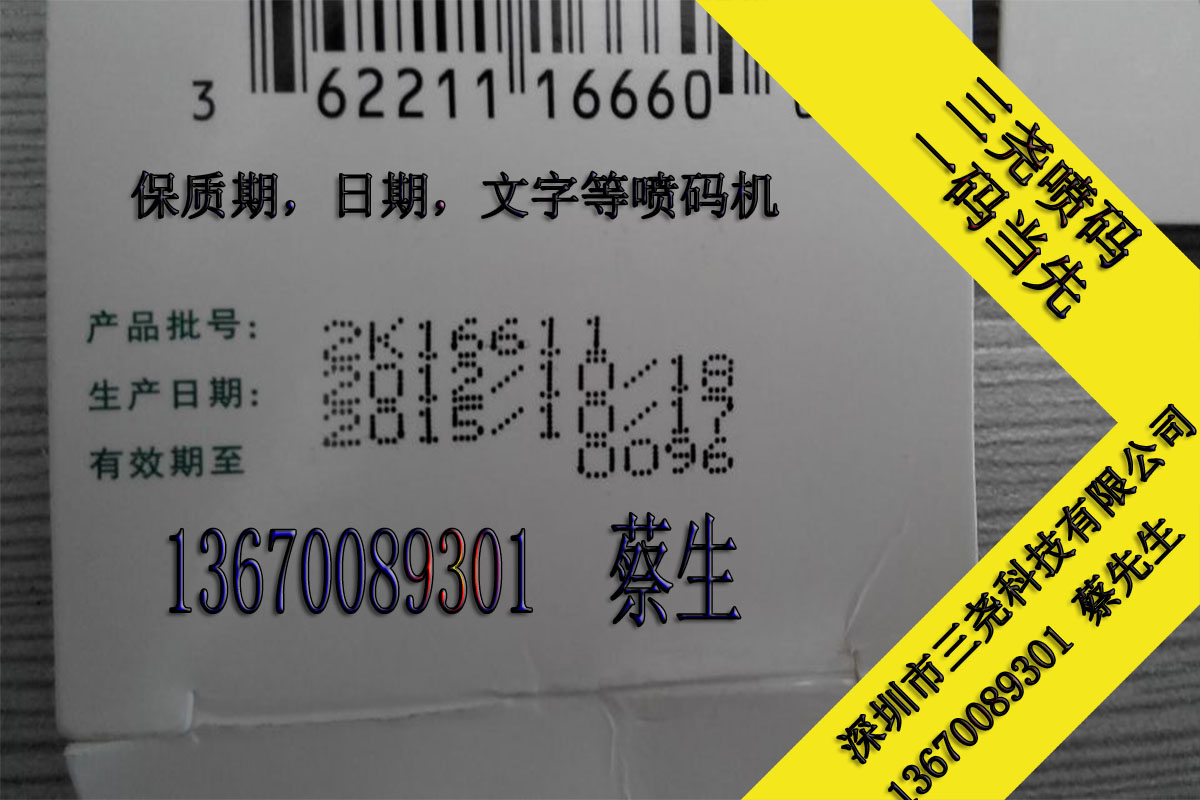 3 62211 16660
三尧喷码
一码当先
保质期，日期，文字等喷码机
产品批号: 2K16611
生产日期: 2012/10/18
有效期至 2015/10/17
0096
13670089301 蔡生
深圳市三尧科技有限公司
13670089301 蔡先生